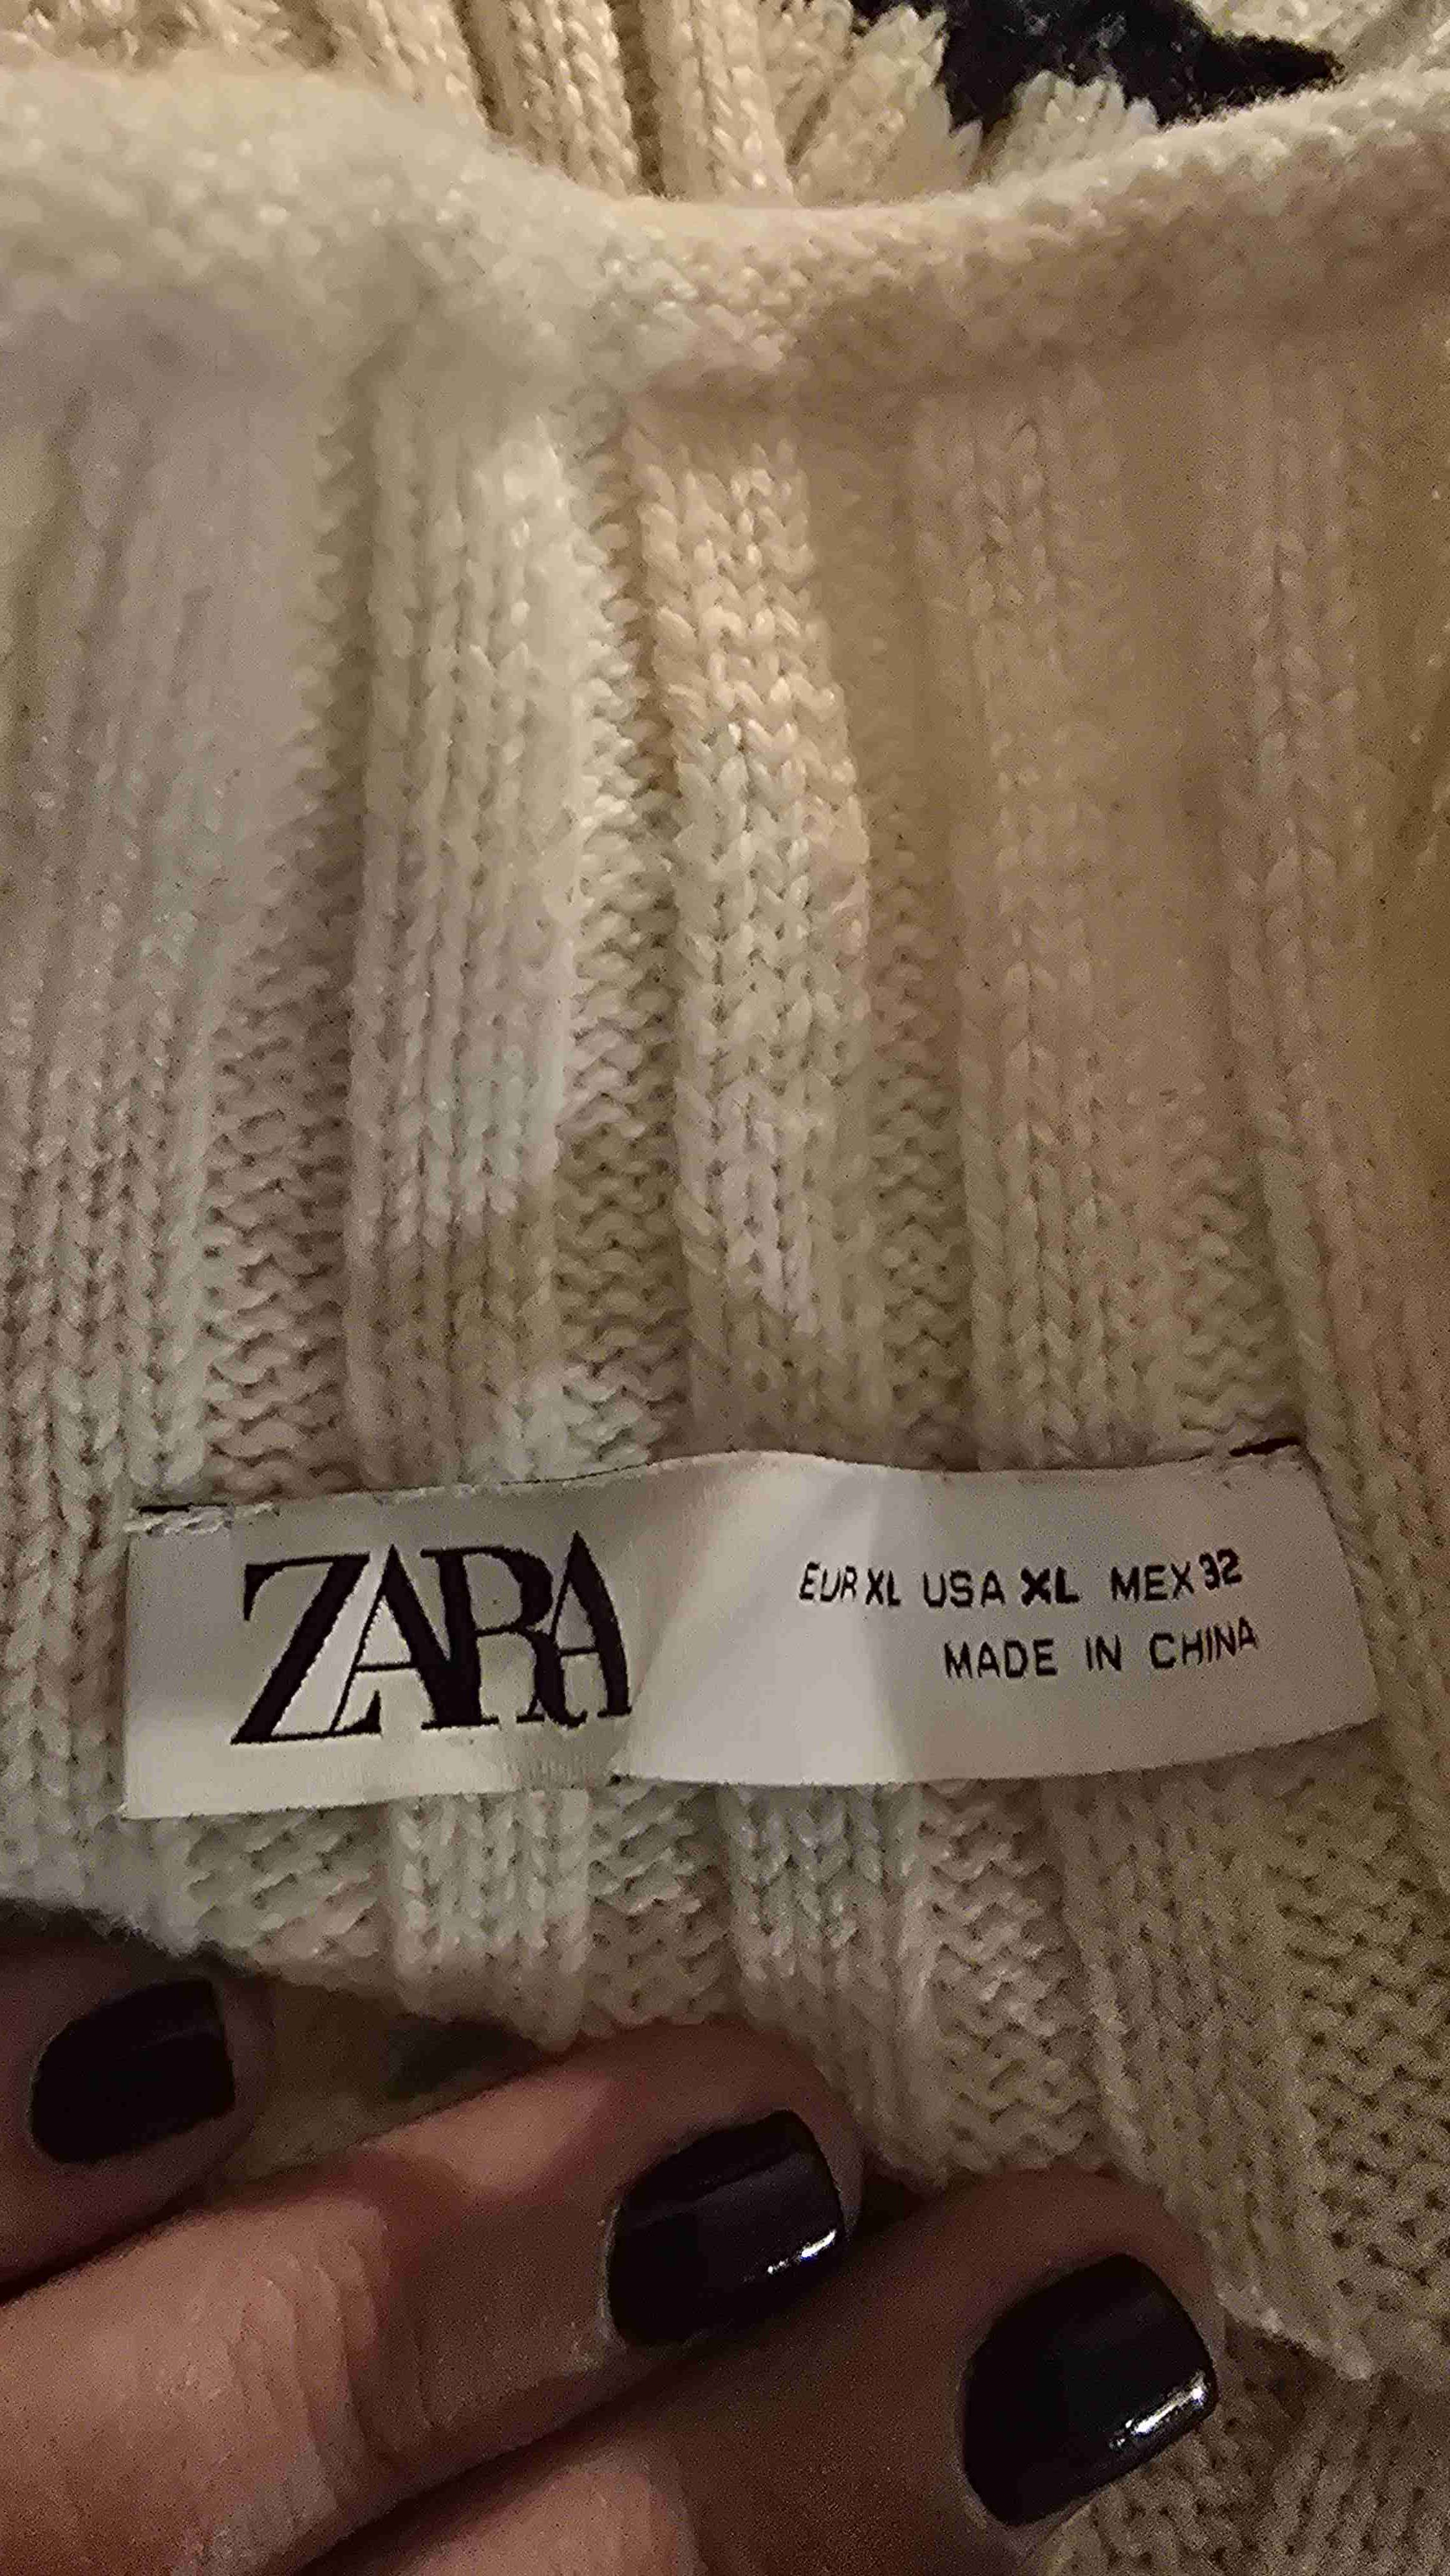 ZARA
EUR XL USA XL MEX 32
MADE IN CHINA